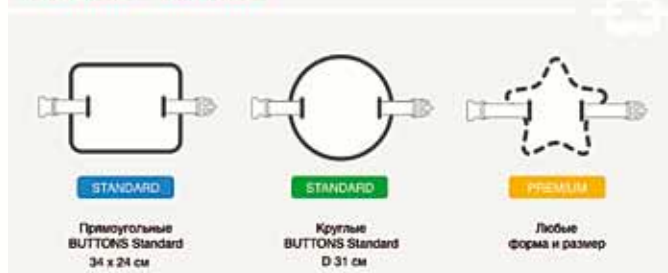 STANDARD
Прямоугольные
BUTTONS Standard
34 x 24 см
STANDARD
Круглые
BUTTONS Standard
D 31 см
PREMIUM
Любые
форма и размер